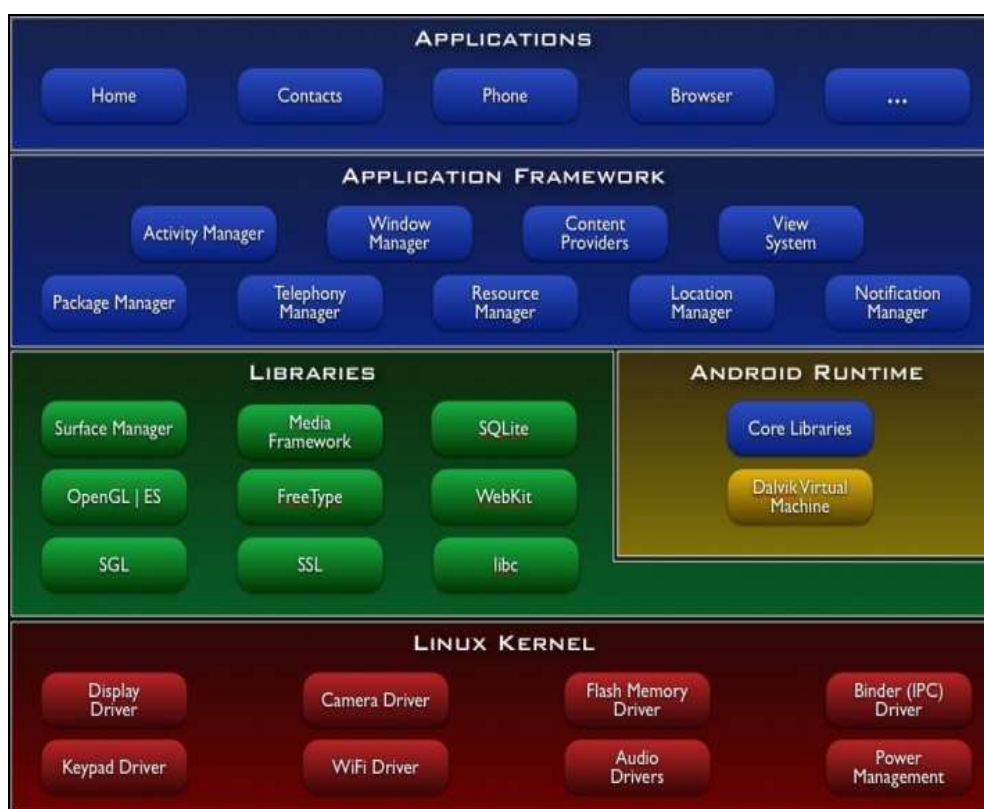 APPLICATIONS
Home
Contacts
Phone
Browser
...
APPLICATION FRAMEWORK
Activity Manager
Window
Manager
Content
Providers
View
System
Package Manager
Telephony
Manager
Resource
Manager
Location
Manager
Notification
Manager
LIBRARIES
Surface Manager
Media
Framework
SQLite
OpenGL | ES
FreeType
WebKit
SGL
SSL
libc
ANDROID RUNTIME
Core Libraries
Dalvik Virtual
Machine
LINUX KERNEL
Display
Driver
Camera Driver
Flash Memory
Driver
Binder (IPC)
Driver
Keypad Driver
WiFi Driver
Audio
Drivers
Power
Management